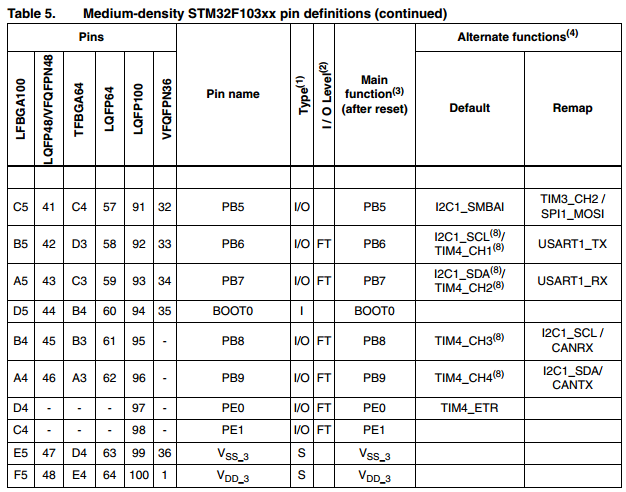 Table 5. Medium-density STM32F103xx pin definitions (continued)
Pins Alternate functions(4)
LFBGA100 LQFP48/VFQFPN48 TFBGA64 LQFP64 LQFP100 VFQFPN36 Pin name Type(1) I / O Level(2) Main function(3) (after reset) Default Remap
C5 41 C4 57 91 32 PB5 I/O PB5 I2C1_SMBAI TIM3_CH2 / SPI1_MOSI
B5 42 D3 58 92 33 PB6 I/O FT PB6 I2C1_SCL(8)/ TIM4_CH1(8) USART1_TX
A5 43 C3 59 93 34 PB7 I/O FT PB7 I2C1_SDA(8)/ TIM4_CH2(8) USART1_RX
D5 44 B4 60 94 35 BOOT0 I BOOT0
B4 45 B3 61 95 - PB8 I/O FT PB8 TIM4_CH3(8) I2C1_SCL / CANRX
A4 46 A3 62 96 - PB9 I/O FT PB9 TIM4_CH4(8) I2C1_SDA/ CANTX
D4 - - - 97 - PE0 I/O FT PE0 TIM4_ETR
C4 - - - 98 - PE1 I/O FT PE1
E5 47 D4 63 99 36 VSS_3 S VSS_3
F5 48 E4 64 100 1 VDD_3 S VDD_3